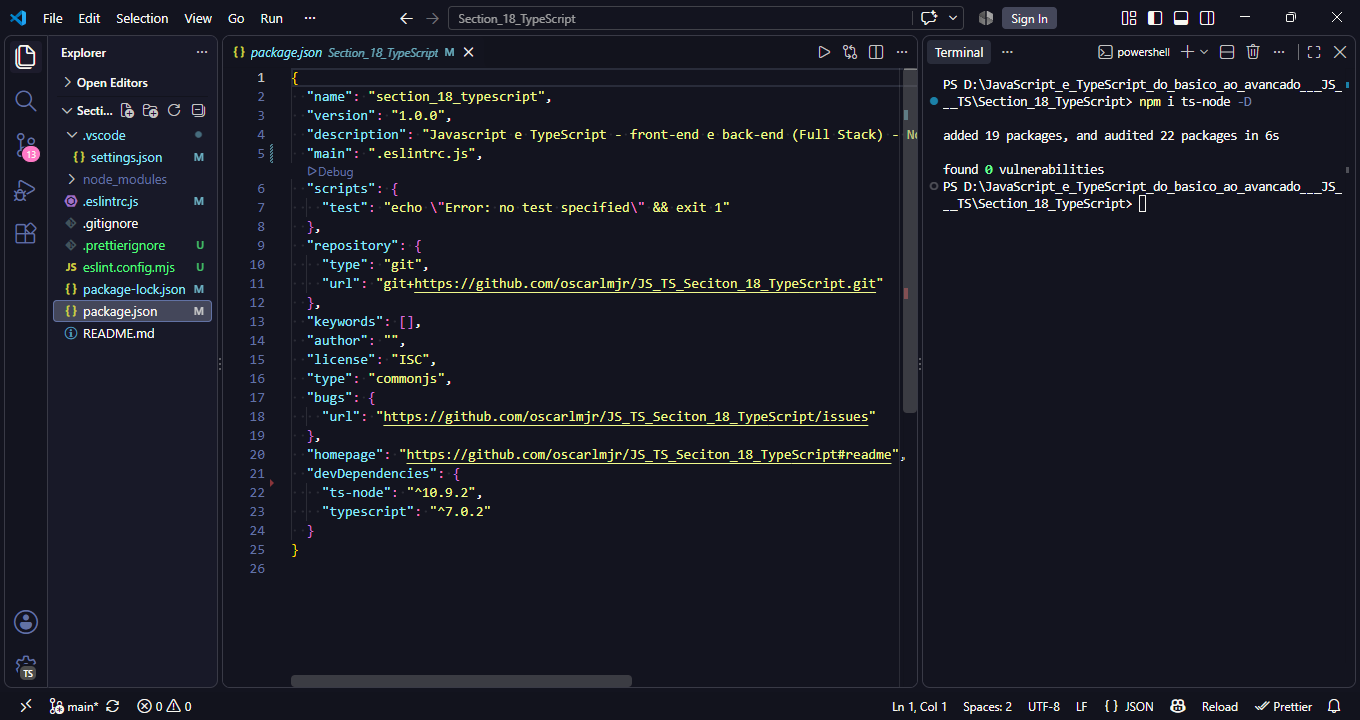 File Edit Selection View Go Run ··· Section_18_TypeScript Sign In
Explorer ···
Open Editors
Secti...
.vscode
{} settings.json M
node_modules
.eslintrc.js M
.gitignore
.prettierignore U
JS eslint.config.mjs U
{} package-lock.json M
{} package.json M
README.md
13
TS
{} package.json Section_18_TypeScript M
1 {
2 "name": "section_18_typescript",
3 "version": "1.0.0",
4 "description": "Javascript e TypeScript - front-end e back-end (Full Stack) - No
5 "main": ".eslintrc.js",
Debug
6 "scripts": {
7 "test": "echo \"Error: no test specified\" && exit 1"
8 },
9 "repository": {
10 "type": "git",
11 "url": "git+https://github.com/oscarlmjr/JS_TS_Seciton_18_TypeScript.git"
12 },
13 "keywords": [],
14 "author": "",
15 "license": "ISC",
16 "type": "commonjs",
17 "bugs": {
18 "url": "https://github.com/oscarlmjr/JS_TS_Seciton_18_TypeScript/issues"
19 },
20 "homepage": "https://github.com/oscarlmjr/JS_TS_Seciton_18_TypeScript#readme",
21 "devDependencies": {
22 "ts-node": "^10.9.2",
23 "typescript": "^7.0.2"
24 }
25 }
26
Terminal ··· powershell
PS D:\JavaScript_e_TypeScript_do_basico_ao_avancado___JS_
__TS\Section_18_TypeScript> npm i ts-node -D
added 19 packages, and audited 22 packages in 6s
found 0 vulnerabilities
PS D:\JavaScript_e_TypeScript_do_basico_ao_avancado___JS_
__TS\Section_18_TypeScript>
main* 0 0 Ln 1, Col 1 Spaces: 2 UTF-8 LF {} JSON Reload Prettier